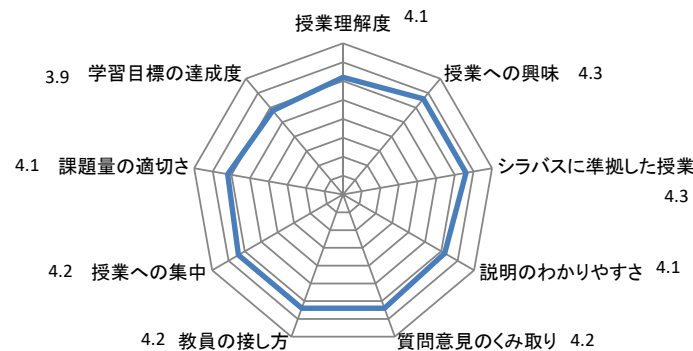 授業理解度 4.1
授業への興味 4.3
シラバスに準拠した授業
4.3
説明のわかりやすさ 4.1
質問意見のくみ取り 4.2
4.2 教員の接し方
4.2 授業への集中
4.1 課題量の適切さ
3.9 学習目標の達成度